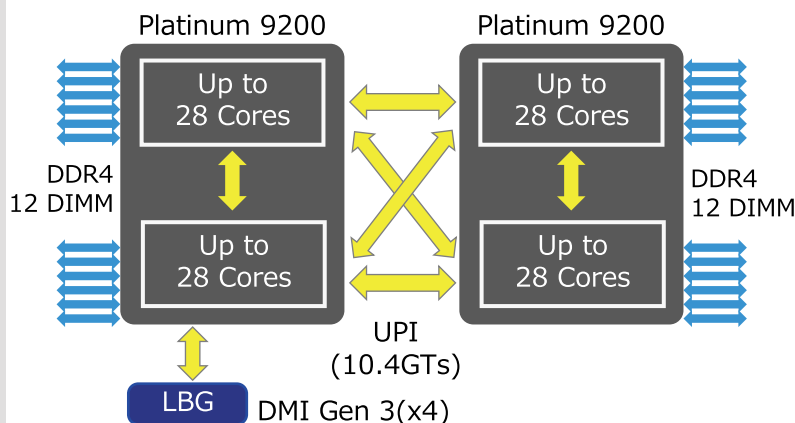 Platinum 9200
Platinum 9200
Up to
28 Cores
Up to
28 Cores
DDR4
12 DIMM
DDR4
12 DIMM
Up to
28 Cores
Up to
28 Cores
UPI
(10.4GTs)
LBG
DMI Gen 3(x4)